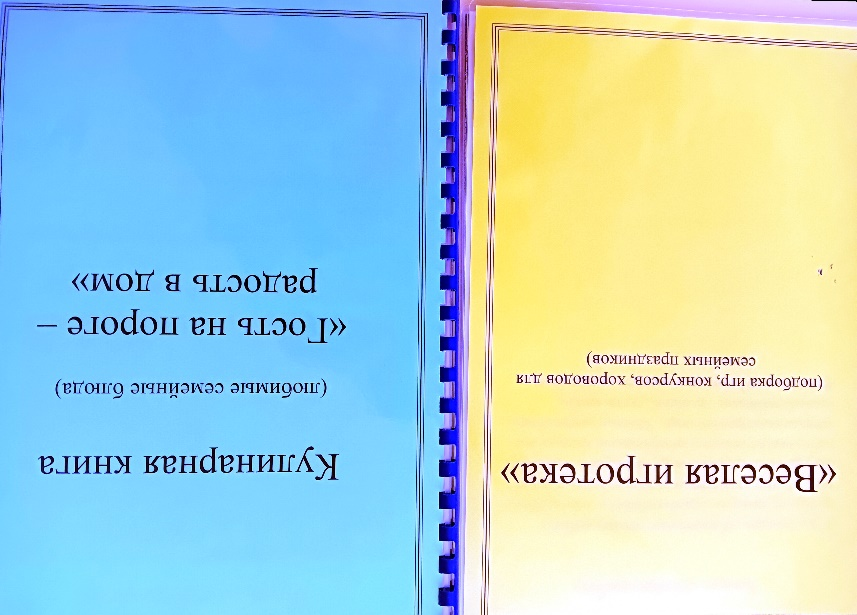 «Веселая игротека»
(подборка игр, конкурсов, хороводов для
семейных праздников)
Кулинарная книга
(любимые семейные блюда)
«Гость на пороге –
радость в дом»